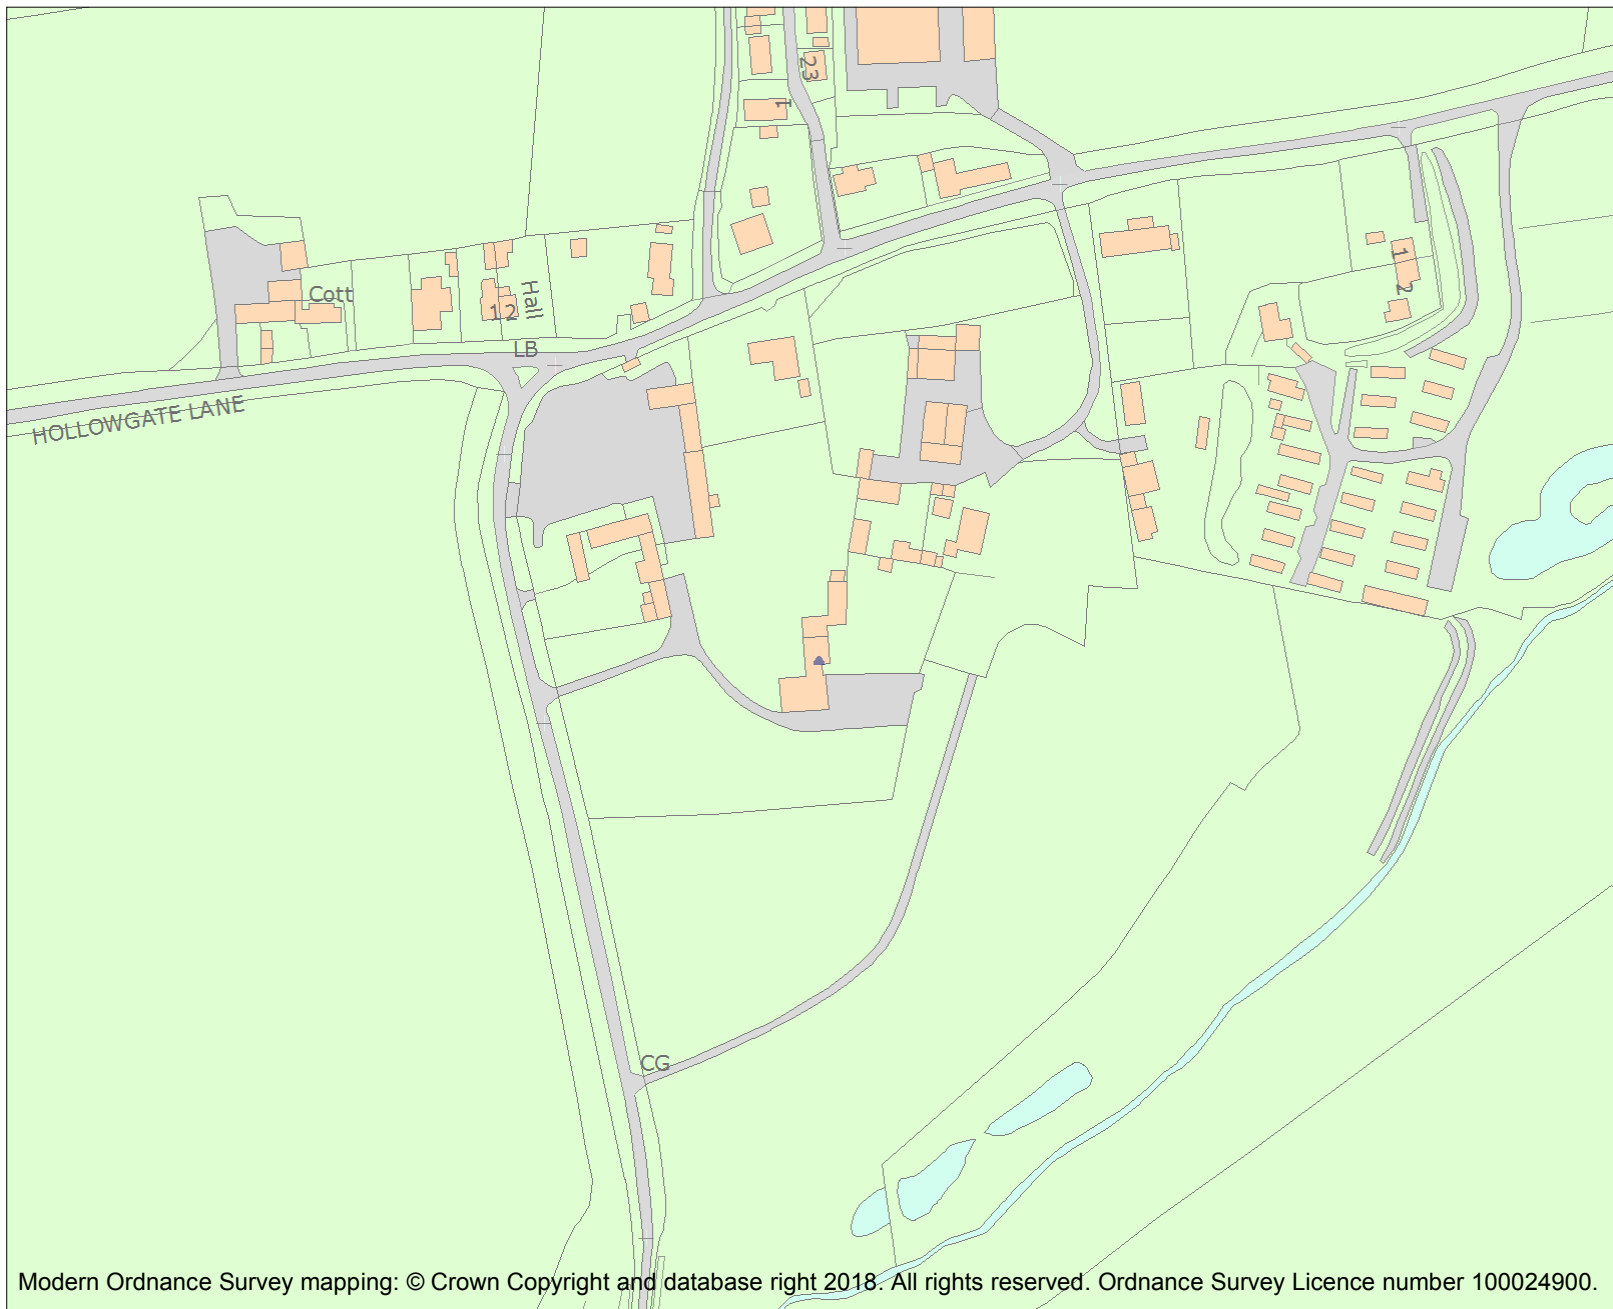 23
1
Cott
Hall
1 2
LB
HOLLOWGATE LANE
1
2
CG
Modern Ordnance Survey mapping: © Crown Copyright and database right 2018. All rights reserved. Ordnance Survey Licence number 100024900.